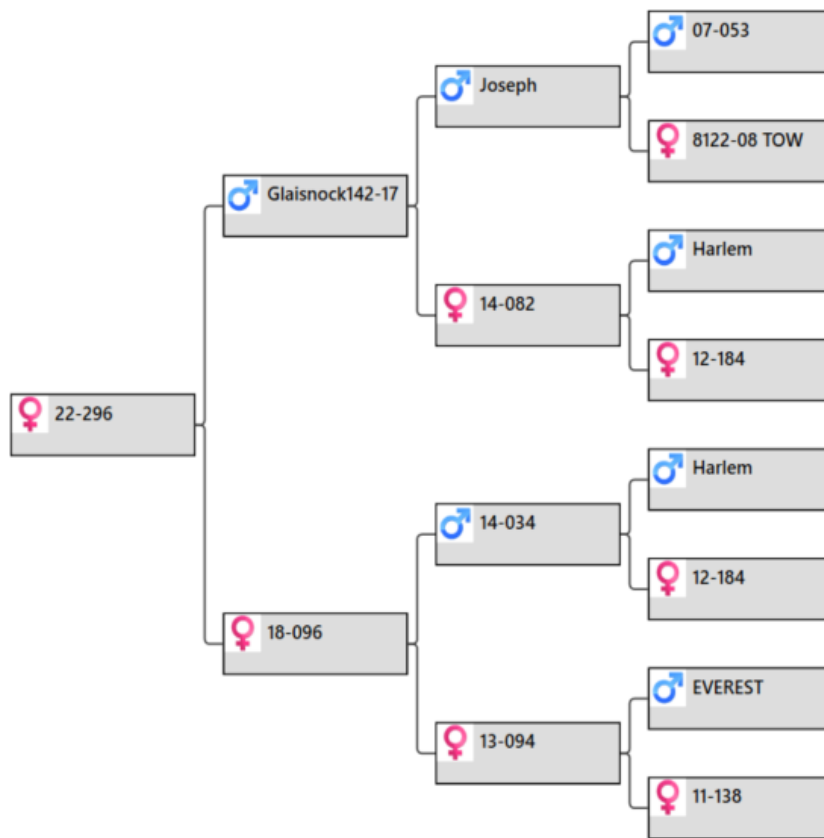 07-053
Joseph
8122-08 TOW
Glaisnock142-17
Harlem
14-082
12-184
22-296
Harlem
14-034
12-184
18-096
EVEREST
13-094
11-138